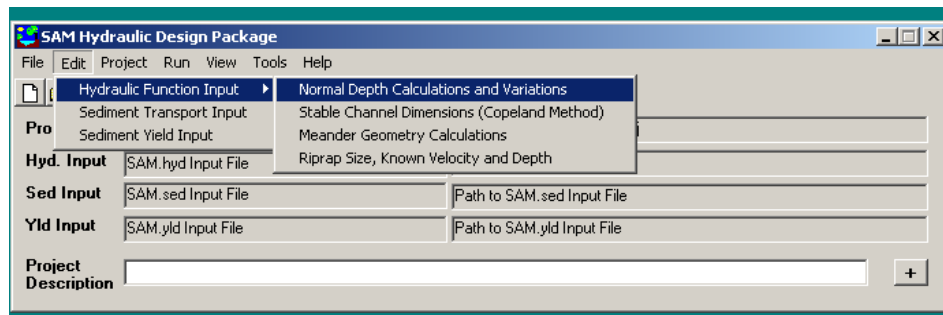 SAM Hydraulic Design Package
File Edit Project Run View Tools Help
Hydraulic Function Input
Normal Depth Calculations and Variations
Sediment Transport Input
Stable Channel Dimensions (Copeland Method)
Sediment Yield Input
Meander Geometry Calculations
Riprap Size, Known Velocity and Depth
Hyd. Input SAM.hyd Input File
Sed Input SAM.sed Input File Path to SAM.sed Input File
Yld Input SAM.yld Input File Path to SAM.yld Input File
Project
Description +